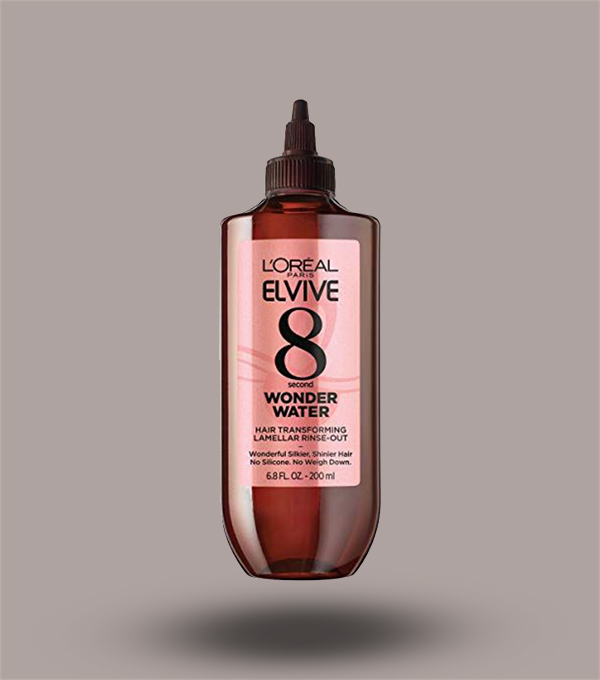 L'ORÉAL
PARIS
ELVIVE
8
second
WONDER
WATER
HAIR TRANSFORMING
LAMELLAR RINSE-OUT
–
Wonderful Silkier, Shinier Hair
No Silicone. No Weigh Down.
6.8 FL. OZ. - 200 ml